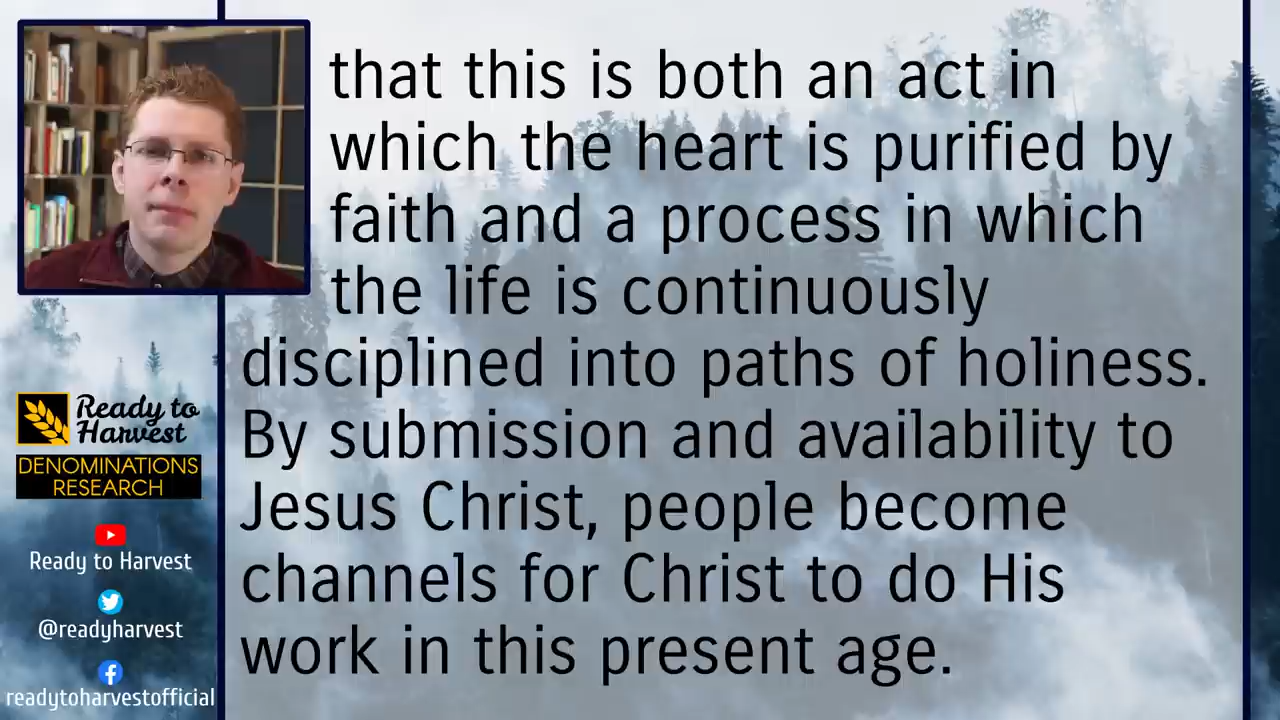 that this is both an act in
which the heart is purified by
faith and a process in which
the life is continuously
disciplined into paths of holiness.
By submission and availability to
Jesus Christ, people become
channels for Christ to do His
work in this present age.
Ready to
Harvest
DENOMINATIONS
RESEARCH
Ready to Harvest
@readyharvest
readytoharvestofficial